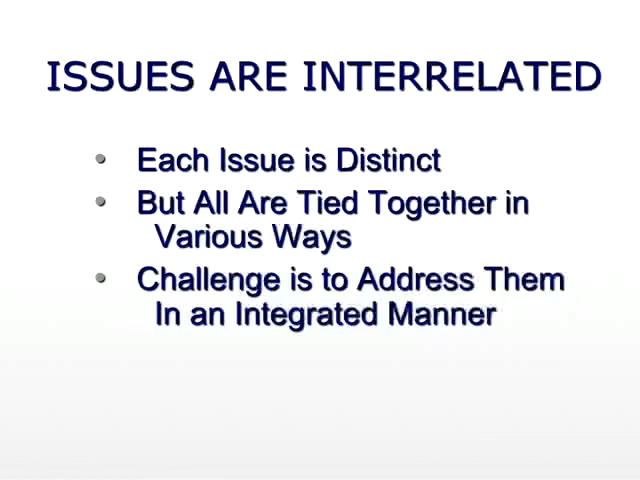 ISSUES ARE INTERRELATED
• Each Issue is Distinct
• But All Are Tied Together in
Various Ways
• Challenge is to Address Them
In an Integrated Manner